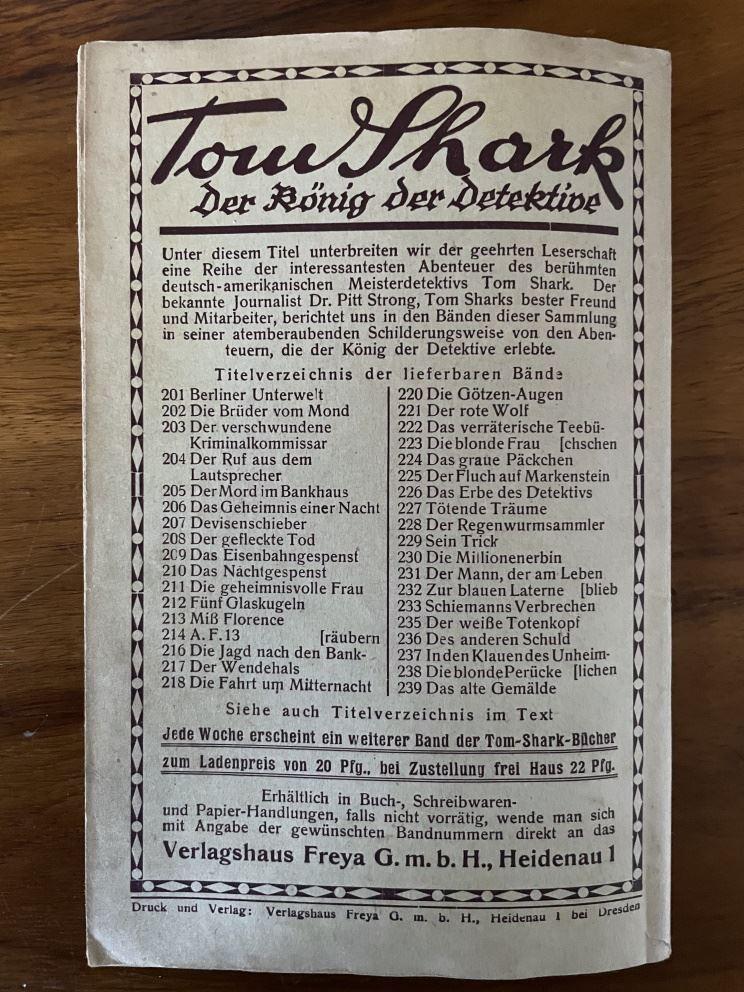 Tom Shark
Der König der Detektive
Unter diesem Titel unterbreiten wir der geehrten Leserschaft
eine Reihe der interessantesten Abenteuer des berühmten
deutsch-amerikanischen Meisterdetektivs Tom Shark. Der
bekannte Journalist Dr. Pitt Strong, Tom Sharks bester Freund
und Mitarbeiter, berichtet uns in den Bänden dieser Sammlung
in seiner atemberaubenden Schilderungsweise von den Aben-
teuern, die der König der Detektive erlebte.
Titelverzeichnis der lieferbaren Bände
201 Berliner Unterwelt
202 Die Brüder vom Mond
203 Der verschwundene
Kriminalkommissar
204 Der Ruf aus dem
Lautsprecher
205 Der Mord im Bankhaus
206 Das Geheimnis einer Nacht
207 Devisenschieber
208 Der gefleckte Tod
209 Das Eisenbahngespenst
210 Das Nachtgespenst
211 Die geheimnisvolle Frau
212 Fünf Glaskugeln
213 Miß Florence
214 A. F. 13 [räubern
216 Die Jagd nach den Bank-
217 Der Wendehals
218 Die Fahrt um Mitternacht
220 Die Götzen-Augen
221 Der rote Wolf
222 Das verräterische Teebü-
223 Die blonde Frau [chschen
224 Das graue Päckchen
225 Der Fluch auf Markenstein
226 Das Erbe des Detektivs
227 Tötende Träume
228 Der Regenwurmsammler
229 Sein Trick
230 Die Millionenerbin
231 Der Mann, der am Leben
232 Zur blauen Laterne [blieb
233 Schiemanns Verbrechen
235 Der weiße Totenkopf
236 Des anderen Schuld
237 In den Klauen des Unheim-
238 Die blonde Perücke [lichen
239 Das alte Gemälde
Siehe auch Titelverzeichnis im Text
Jede Woche erscheint ein weiterer Band der Tom-Shark-Bücher
zum Ladenpreis von 20 Pfg., bei Zustellung frei Haus 22 Pfg.
Erhältlich in Buch-, Schreibwaren-
und Papier-Handlungen, falls nicht vorrätig, wende man sich
mit Angabe der gewünschten Bandnummern direkt an das
Verlagshaus Freya G. m. b. H., Heidenau 1
Druck und Verlag: Verlagshaus Freya G. m. b. H., Heidenau 1 bei Dresden